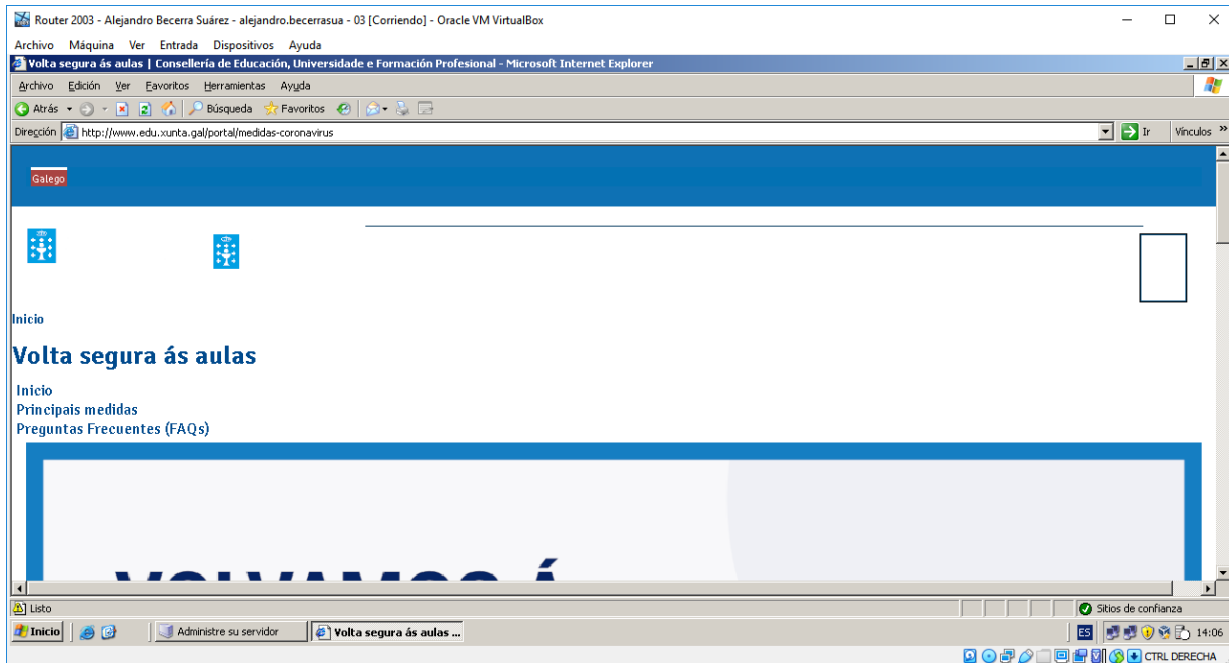 Router 2003 - Alejandro Becerra Suárez - alejandro.becerrasua - 03 [Corriendo] - Oracle VM VirtualBox
Archivo Máquina Ver Entrada Dispositivos Ayuda
Volta segura ás aulas | Consellería de Educación, Universidade e Formación Profesional - Microsoft Internet Explorer
Archivo Edición Ver Favoritos Herramientas Ayuda
Atrás Búsqueda Favoritos
Dirección http://www.edu.xunta.gal/portal/medidas-coronavirus Ir Vínculos »
Galego
Inicio
Volta segura ás aulas
Inicio
Principais medidas
Preguntas Frecuentes (FAQs)
VOLVAMOS Á
Listo Sitios de confianza
Inicio Administre su servidor Volta segura ás aulas ... ES 14:06
CTRL DERECHA